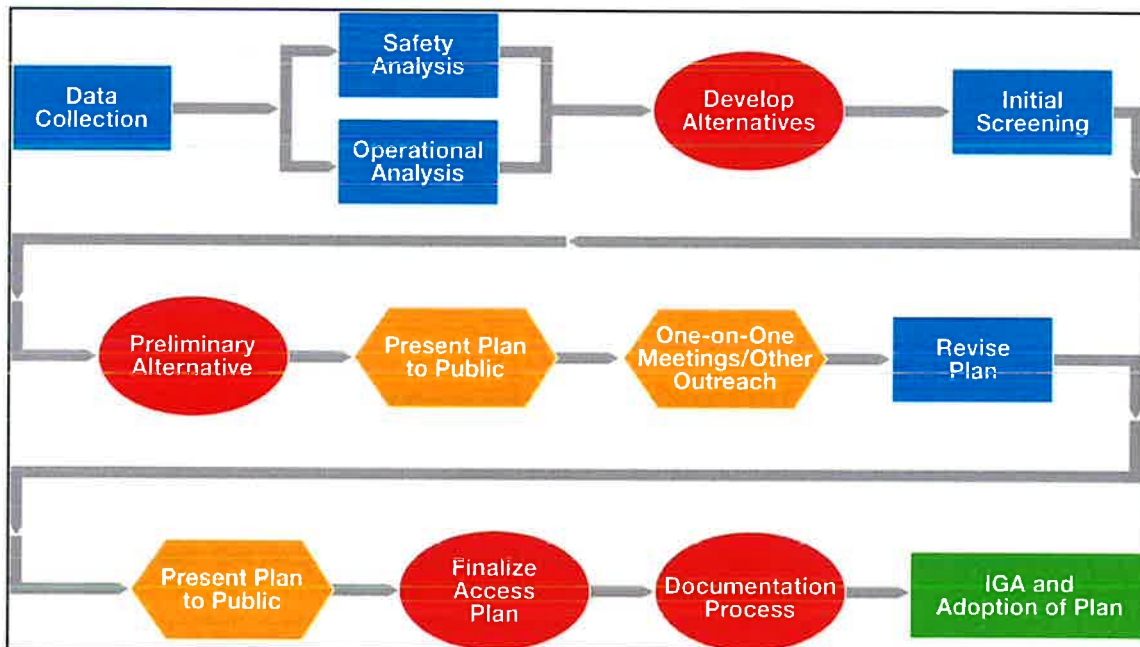 Safety
Analysis
Data
Collection
Operational
Analysis
Develop
Alternatives
Initial
Screening
Preliminary
Alternative
Present Plan
to Public
One-on-One
Meetings/Other
Outreach
Revise
Plan
Present Plan
to Public
Finalize
Access
Plan
Documentation
Process
IGA and
Adoption of Plan